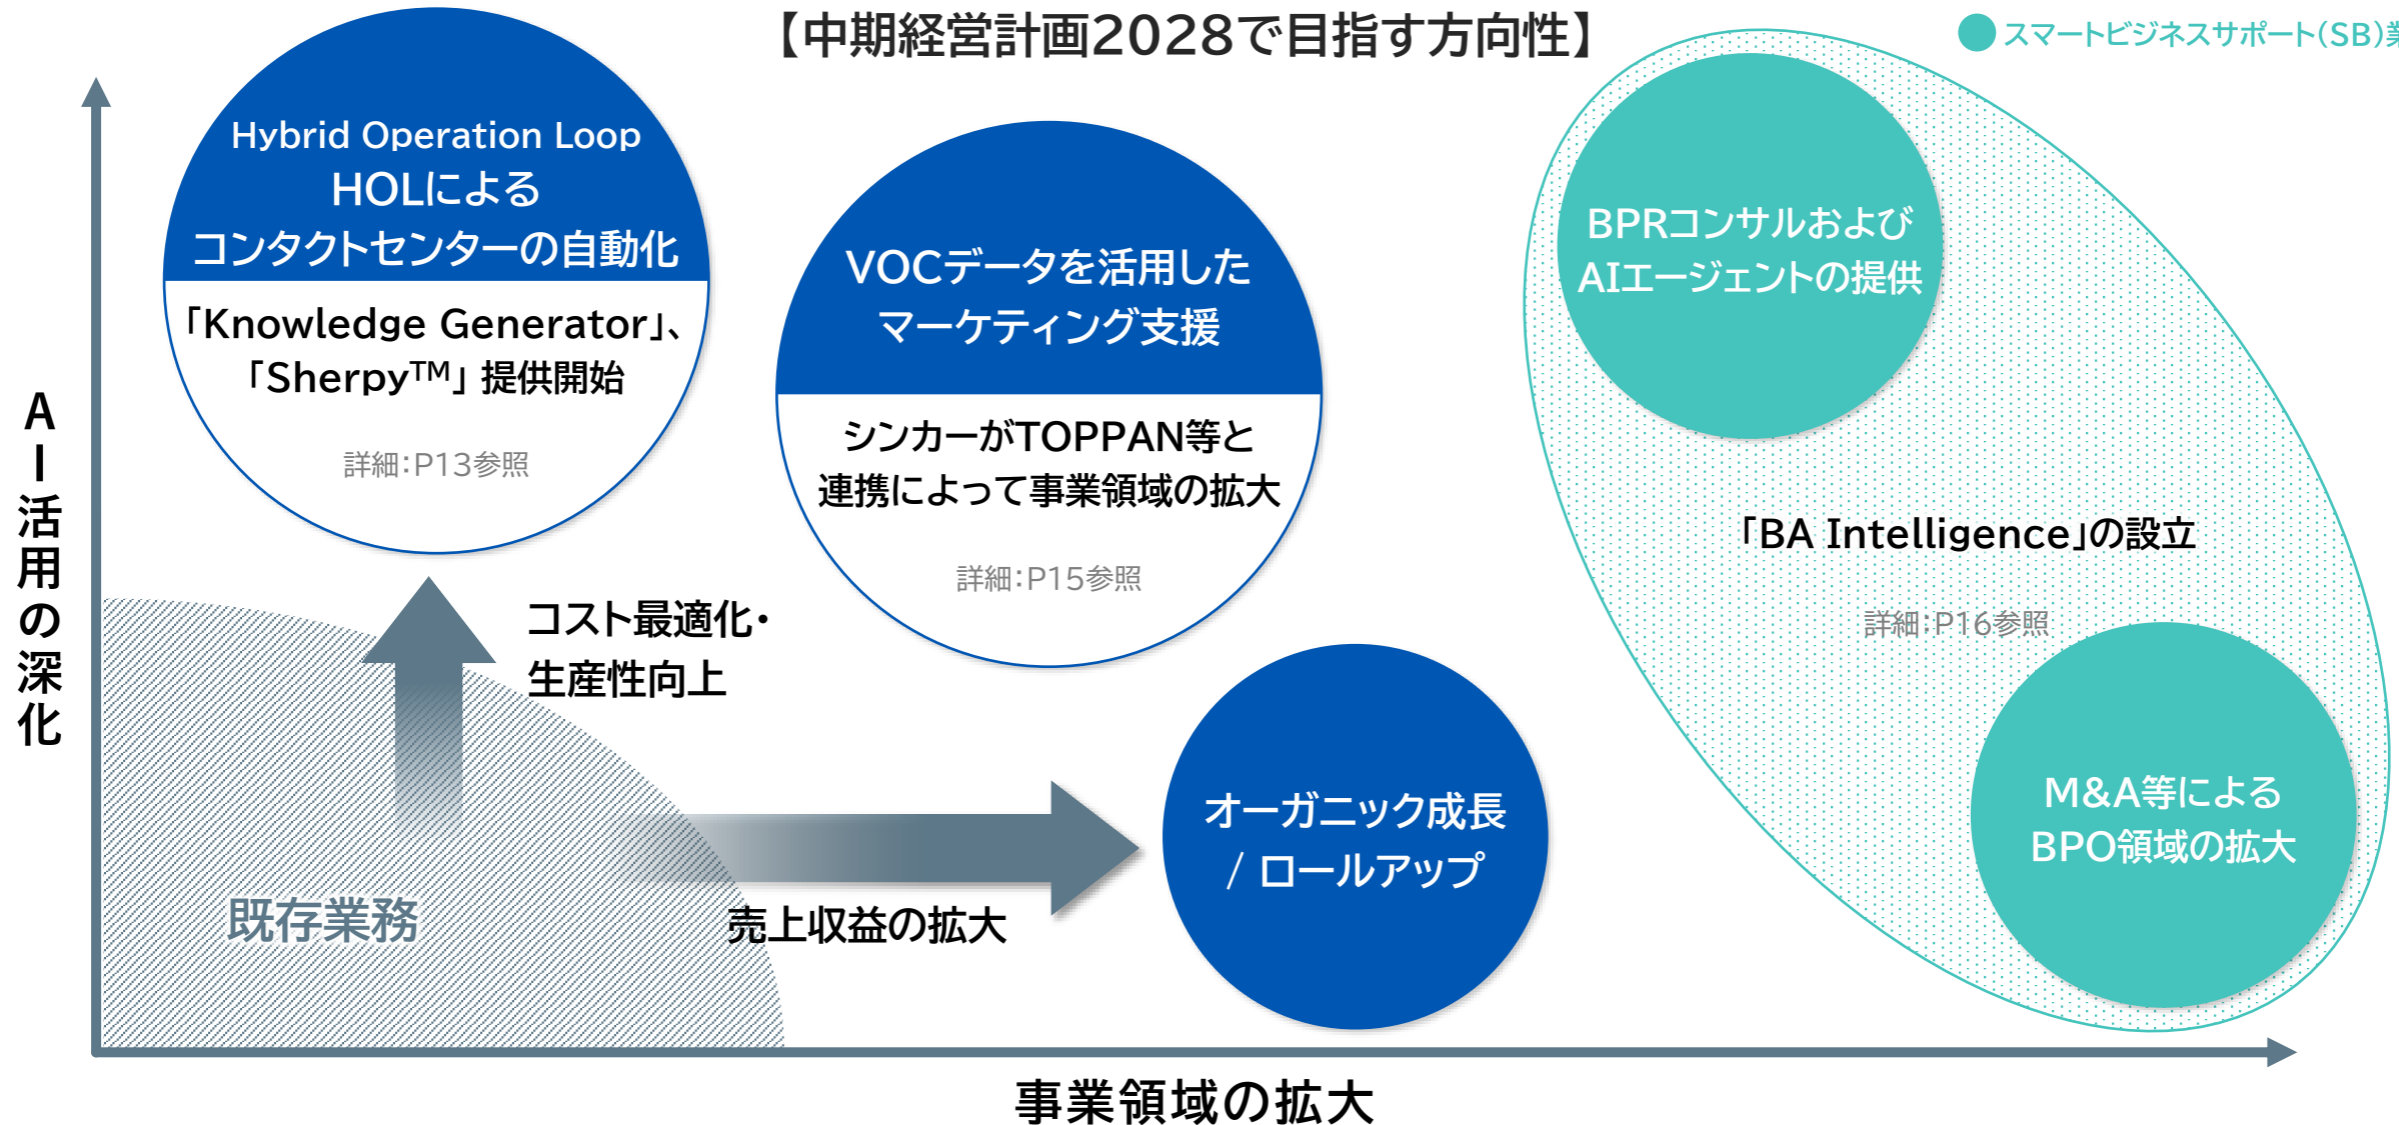 【中期経営計画2028で目指す方向性】
スマートビジネスサポート(SB)業
AI活用の深化
Hybrid Operation Loop
HOLによる
コンタクトセンターの自動化
「Knowledge Generator」、
「Sherpy™」 提供開始
詳細:P13参照
VOCデータを活用した
マーケティング支援
シンカーがTOPPAN等と
連携によって事業領域の拡大
詳細:P15参照
BPRコンサルおよび
AIエージェントの提供
「BA Intelligence」の設立
詳細:P16参照
M&A等による
BPO領域の拡大
コスト最適化・
生産性向上
オーガニック成長
/ ロールアップ
既存業務
売上収益の拡大
事業領域の拡大